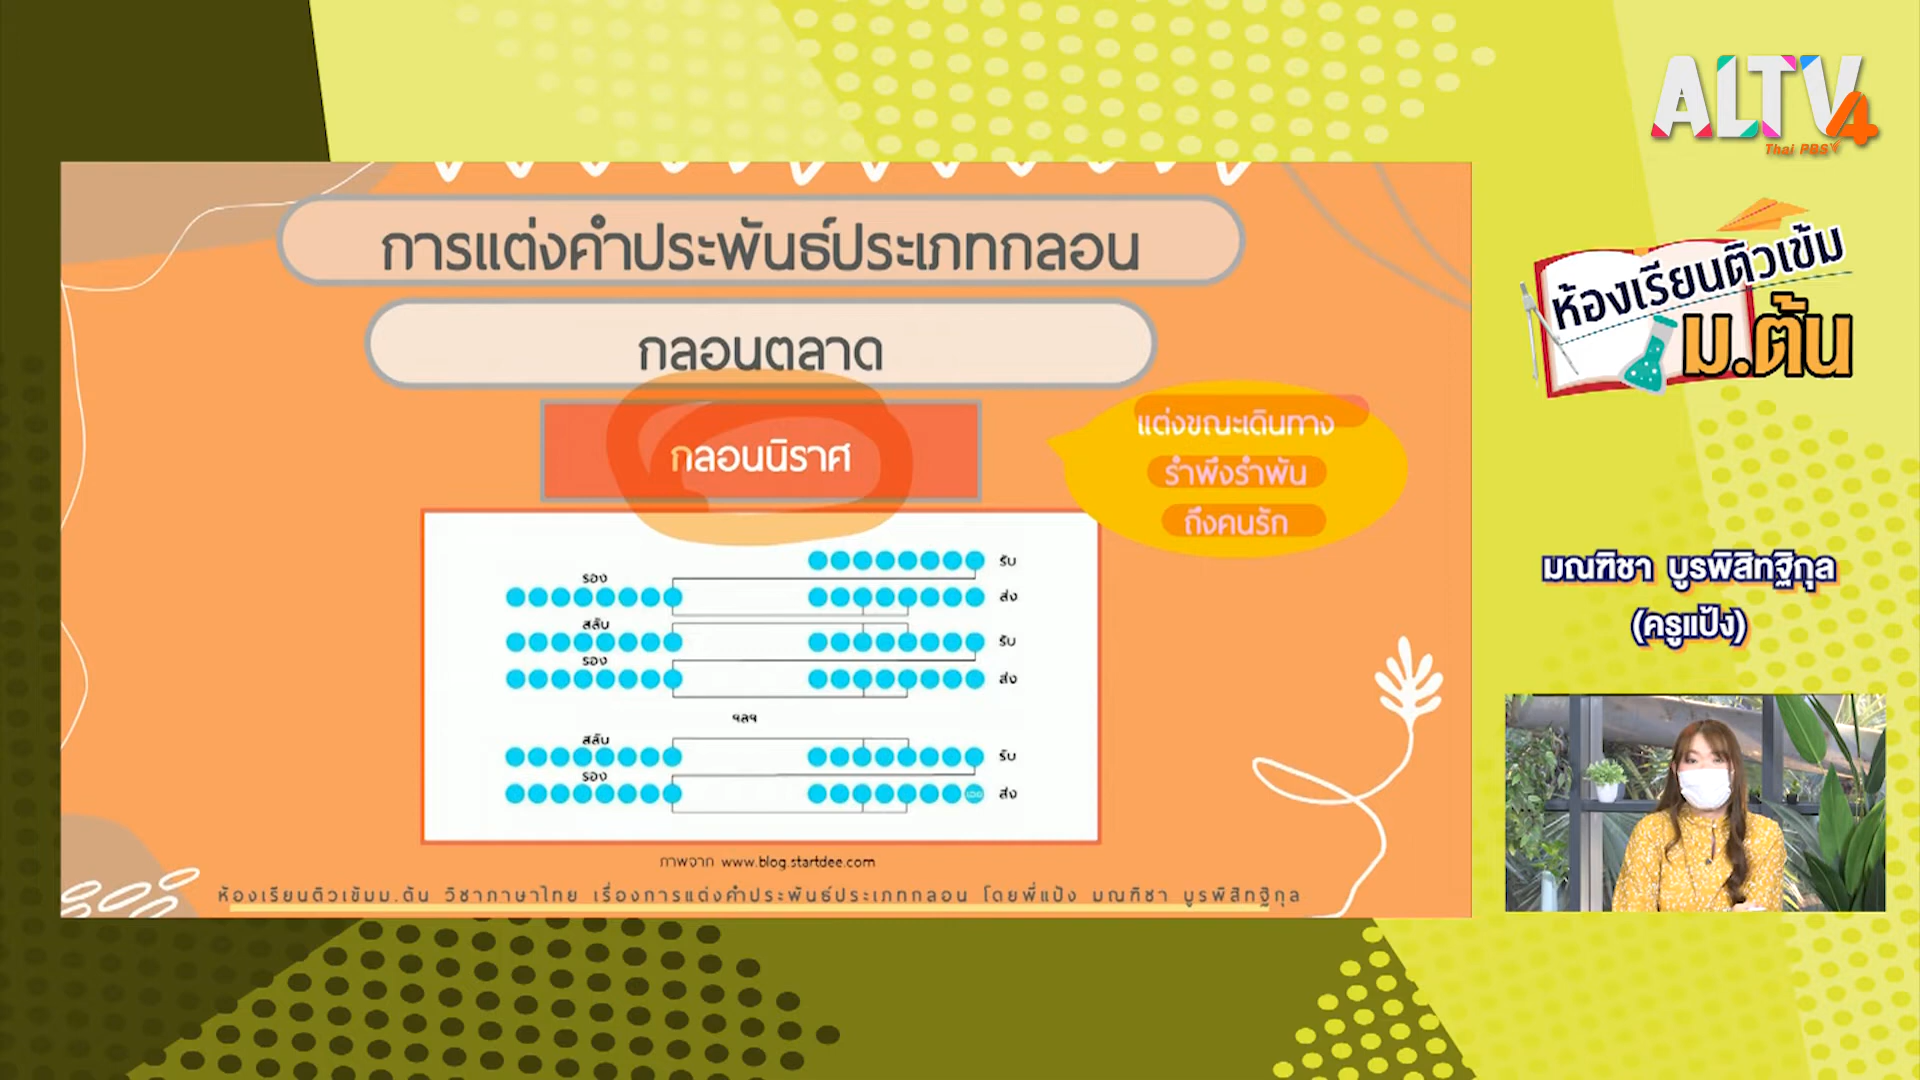 ALTV4
Thai PBS
ห้องเรียนติวเข้ม
ม.ต้น
การแต่งคำประพันธ์ประเภทกลอน
กลอนตลาด
กลอนนิราศ
แต่งขณะเดินทาง
รำพึงรำพัน
ถึงคนรัก
รับ
รอง
ส่ง
สลับ
รับ
รอง
ส่ง
ฯลฯ
สลับ
รับ
รอง
เอย ส่ง
ภาพจาก www.blog.startdee.com
ห้องเรียนติวเข้มม.ต้น วิชาภาษาไทย เรื่องการแต่งคำประพันธ์ประเภทกลอน โดยพี่แป้ง มณฑิชา บูรพิสิทฐิกุล
มณฑิชา บูรพิสิทฐิกุล
(ครูแป้ง)